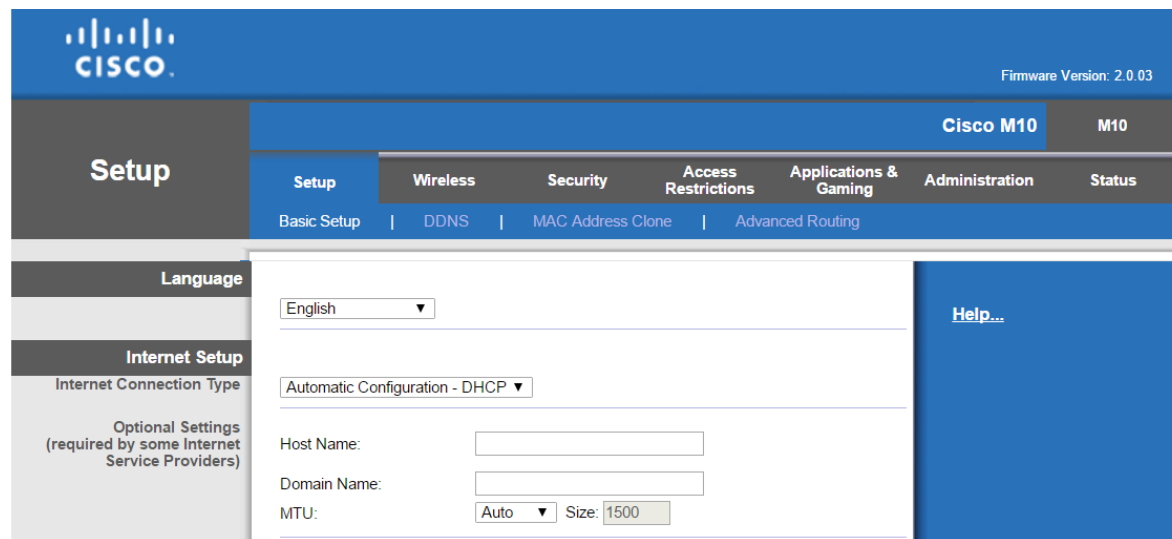 CISCO.
Firmware Version: 2.0.03
Cisco M10 M10
Setup
Setup Wireless Security Access Restrictions Applications & Gaming Administration Status
Basic Setup | DDNS | MAC Address Clone | Advanced Routing
Language
English
Help...
Internet Setup
Internet Connection Type
Automatic Configuration - DHCP
Optional Settings
(required by some Internet
Service Providers)
Host Name:
Domain Name:
MTU: Auto Size: 1500